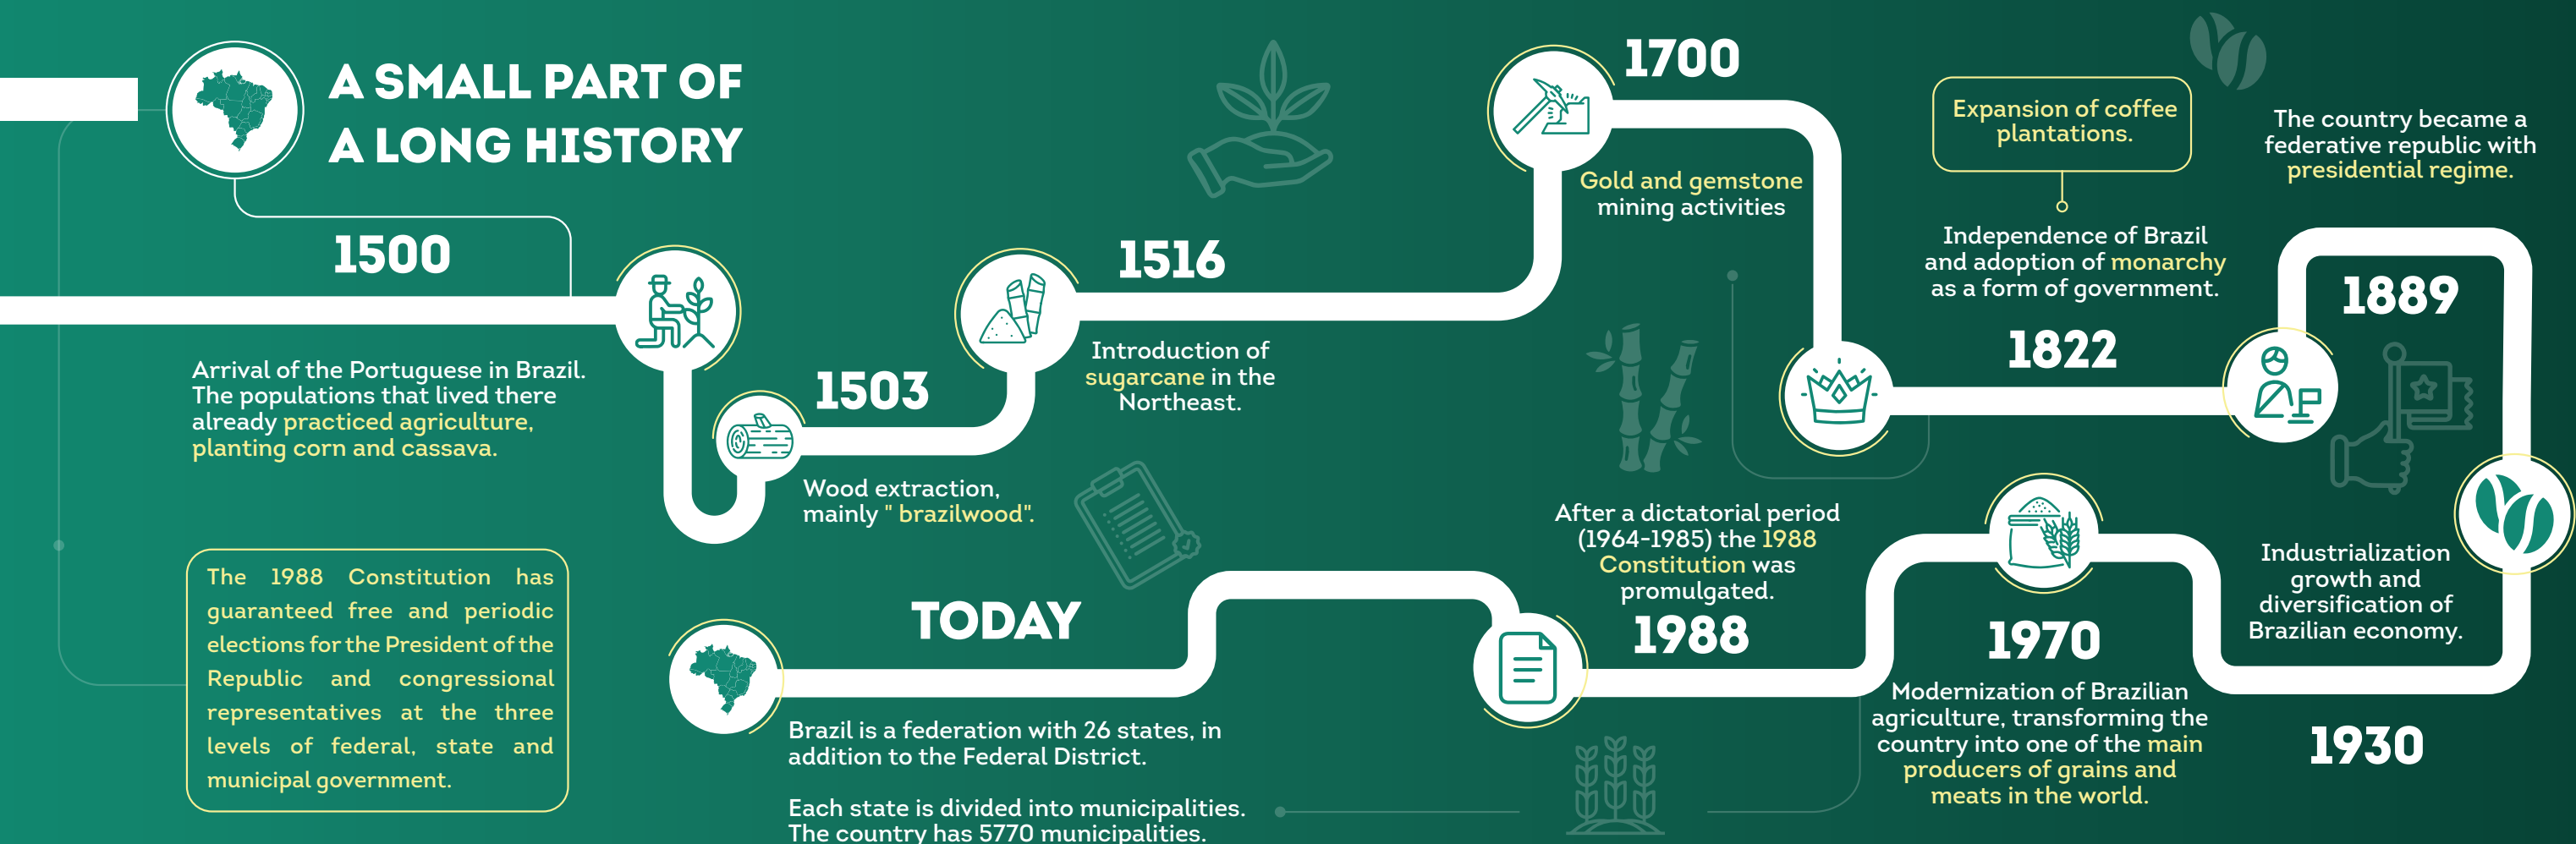 A SMALL PART OF
A LONG HISTORY
1500
Arrival of the Portuguese in Brazil.
The populations that lived there
already practiced agriculture,
planting corn and cassava.
1503
Wood extraction,
mainly " brazilwood".
1516
Introduction of
sugarcane in the
Northeast.
1700
Gold and gemstone
mining activities
Expansion of coffee
plantations.
Independence of Brazil
and adoption of monarchy
as a form of government.
1822
The country became a
federative republic with
presidential regime.
1889
Industrialization
growth and
diversification of
Brazilian economy.
1930
1970
Modernization of Brazilian
agriculture, transforming the
country into one of the main
producers of grains and
meats in the world.
After a dictatorial period
(1964-1985) the 1988
Constitution was
promulgated.
1988
TODAY
Brazil is a federation with 26 states, in
addition to the Federal District.
Each state is divided into municipalities.
The country has 5770 municipalities.
The 1988 Constitution has
guaranteed free and periodic
elections for the President of the
Republic and congressional
representatives at the three
levels of federal, state and
municipal government.